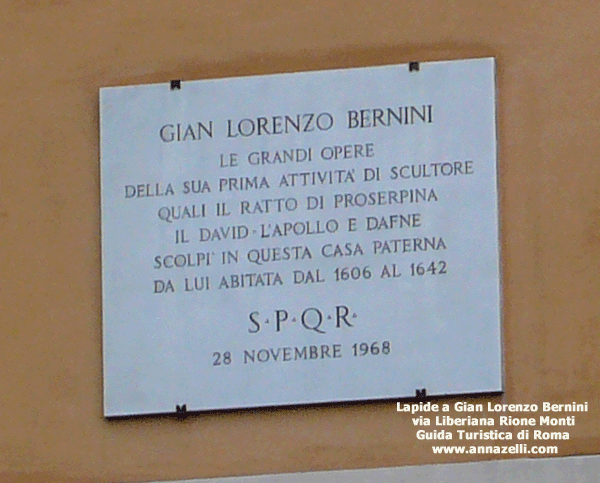 GIAN LORENZO BERNINI
LE GRANDI OPERE
DELLA SUA PRIMA ATTIVITA' DI SCULTORE
QUALI IL RATTO DI PROSERPINA
IL DAVID-L'APOLLO E DAFNE
SCOLPI' IN QUESTA CASA PATERNA
DA LUI ABITATA DAL 1606 AL 1642
S·P·Q·R·
28 NOVEMBRE 1968
Lapide a Gian Lorenzo Bernini
via Liberiana Rione Monti
Guida Turistica di Roma
www.annazelli.com